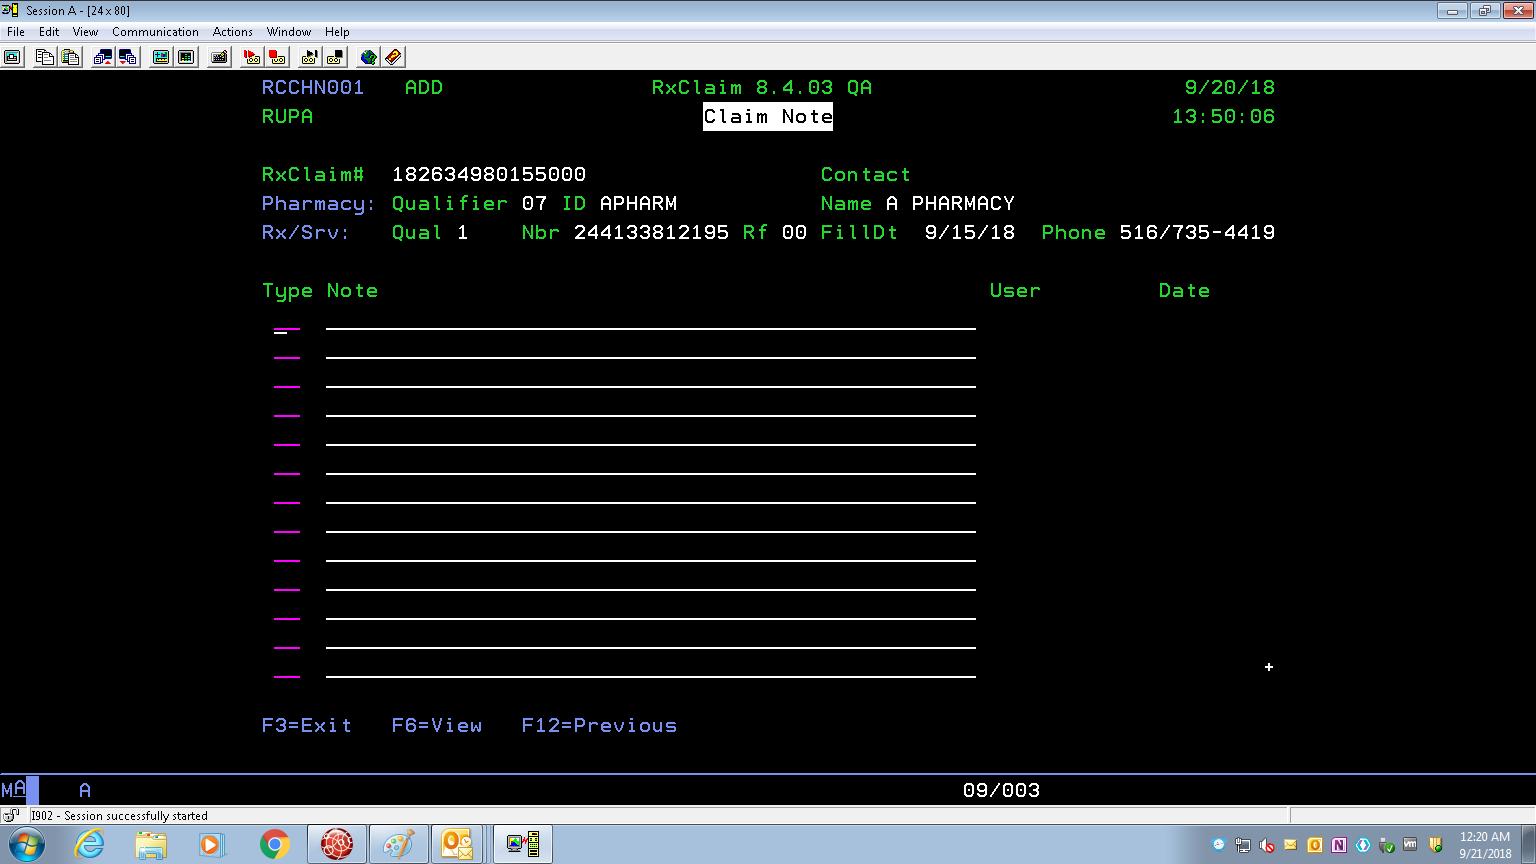 Session A - [24 x 80]
File Edit View Communication Actions Window Help
RCCHN001 ADD RxClaim 8.4.03 QA 9/20/18
RUPA Claim Note 13:50:06
RxClaim# 182634980155000 Contact
Pharmacy: Qualifier 07 ID APHARM Name A PHARMACY
Rx/Srv: Qual 1 Nbr 244133812195 Rf 00 FillDt 9/15/18 Phone 516/735-4419
Type Note User Date
+
F3=Exit F6=View F12=Previous
MA A 09/003
I902 - Session successfully started
12:20 AM
9/21/2018